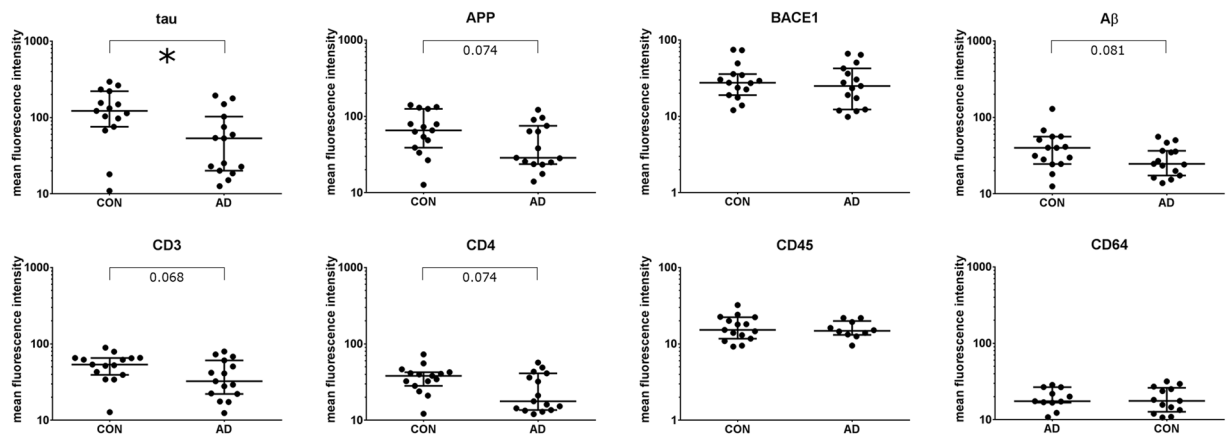 tau
mean fluorescence intensity
1000
100
10
*
CON
AD
APP
mean fluorescence intensity
1000
100
10
0.074
CON
AD
BACE1
mean fluorescence intensity
1000
100
10
1
CON
AD
Aβ
mean fluorescence intensity
1000
100
10
0.081
CON
AD
CD3
mean fluorescence intensity
1000
100
10
0.068
CON
AD
CD4
mean fluorescence intensity
1000
100
10
0.074
CON
AD
CD45
mean fluorescence intensity
100
10
1
CON
AD
CD64
mean fluorescence intensity
1000
100
10
AD
CON